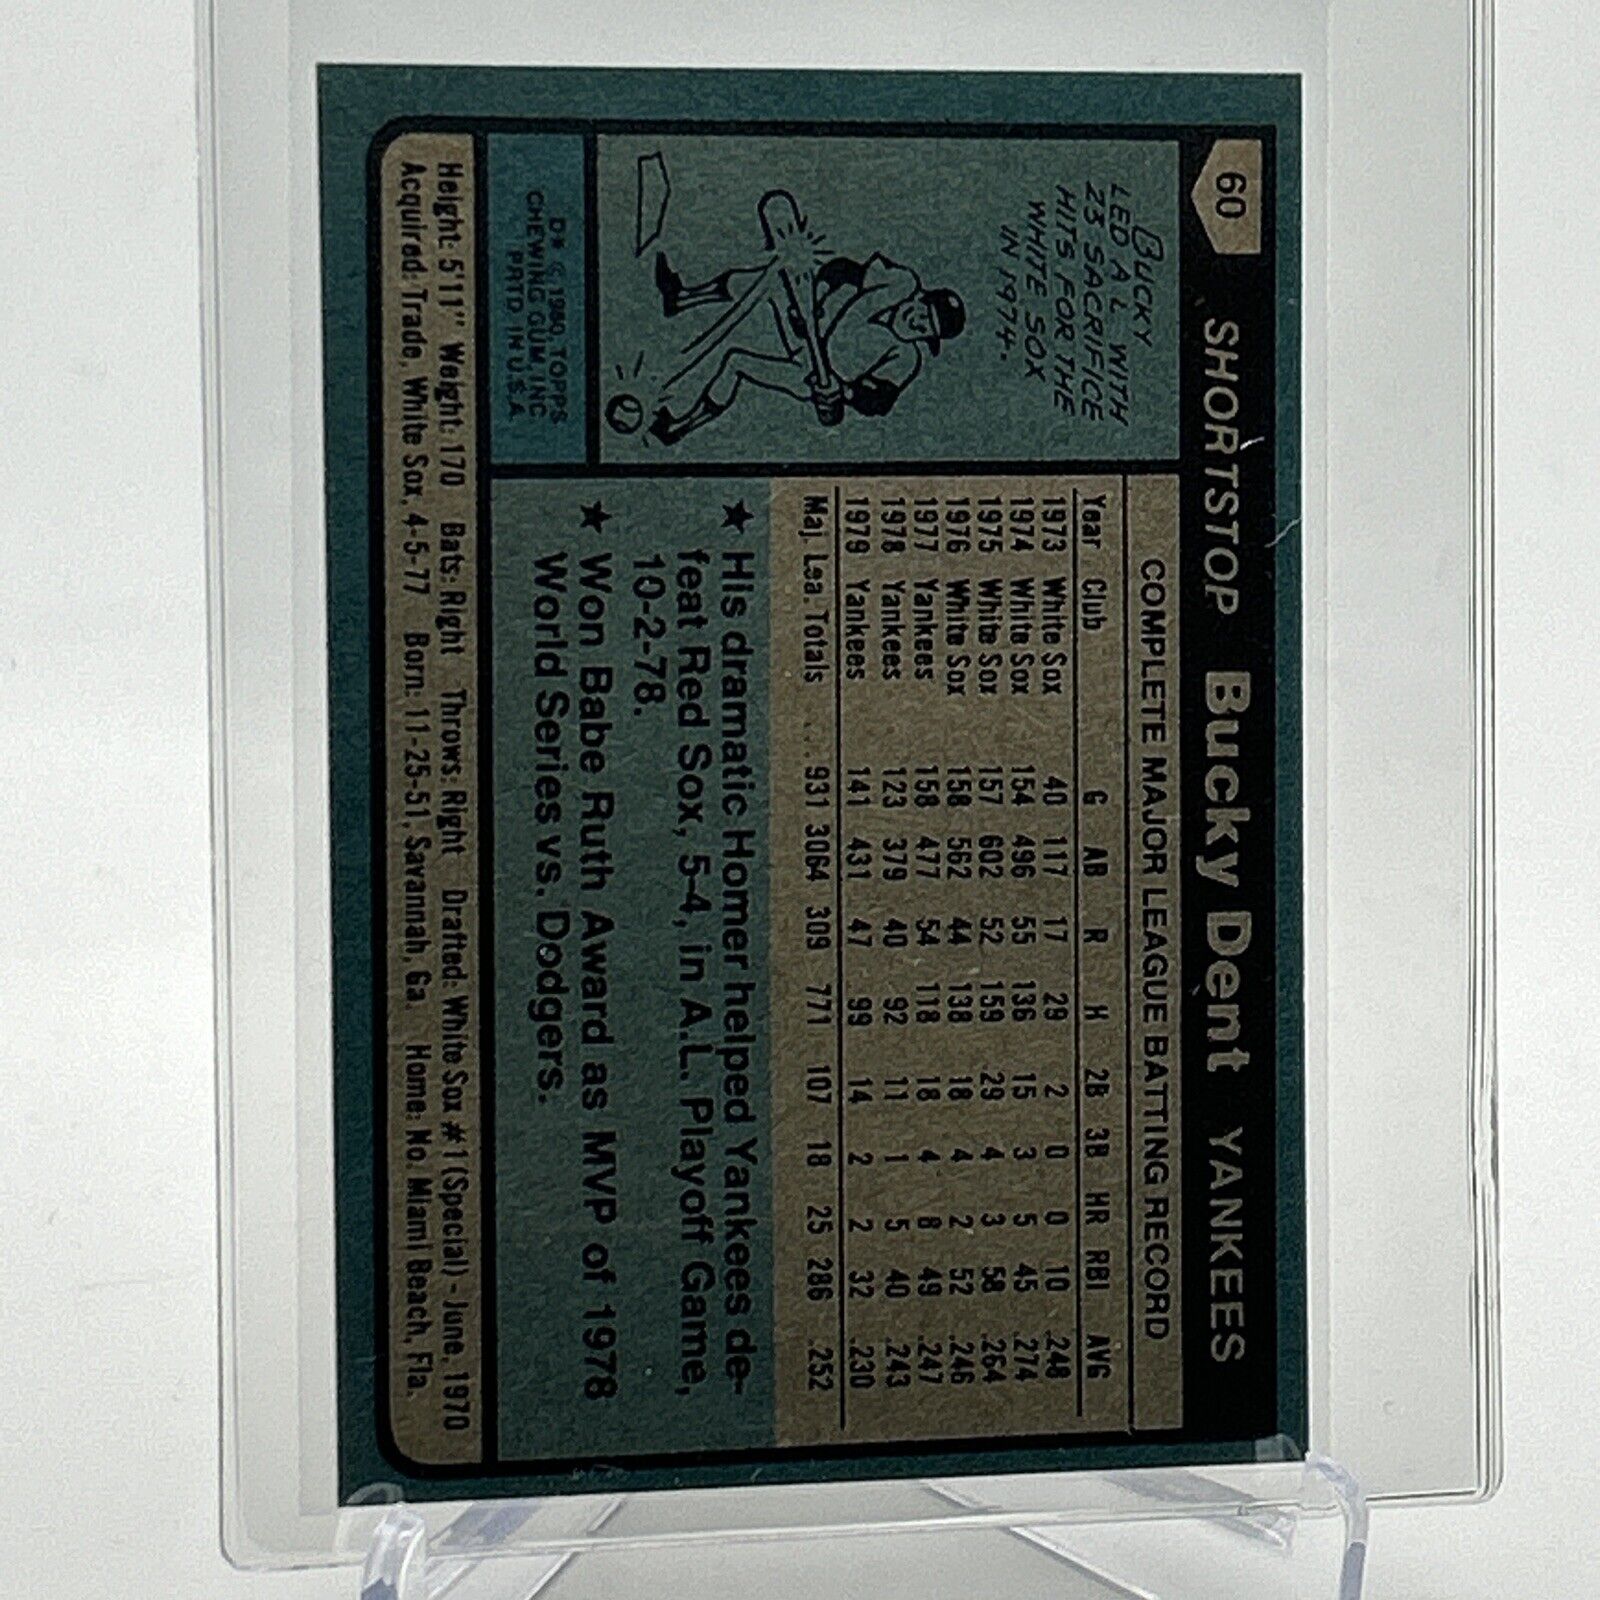 60 SHORTSTOP Bucky Dent YANKEES
BUCKY
LED A L WITH
23 SACRIFICE
HITS FOR THE
WHITE SOX
IN 1974.
D* © 1980 TOPPS
CHEWING GUM, INC
PRTD IN U.S.A.
COMPLETE MAJOR LEAGUE BATTING RECORD
Year Club G AB R H 2B 3B HR RBI AVG
1973 White Sox 40 117 17 29 2 0 0 10 .248
1974 White Sox 154 496 55 136 15 3 5 45 .274
1975 White Sox 157 602 52 159 29 4 3 58 .264
1976 White Sox 158 562 44 138 18 4 2 52 .246
1977 Yankees 158 477 54 118 18 4 8 49 .247
1978 Yankees 123 379 40 92 11 1 5 40 .243
1979 Yankees 141 431 47 99 14 2 2 32 .230
Maj. Lea. Totals .... 931 3064 309 771 107 18 25 286 .252
★ His dramatic Homer helped Yankees de-
feat Red Sox, 5-4, in A.L. Playoff Game,
10-2-78.
★ Won Babe Ruth Award as MVP of 1978
World Series vs. Dodgers.
Height: 5'11" Weight: 170 Bats: Right Throws: Right Drafted: White Sox #1 (Special) - June, 1970
Acquired: Trade, White Sox, 4-5-77 Born: 11-25-51, Savannah, Ga. Home: No. Miami Beach, Fla.